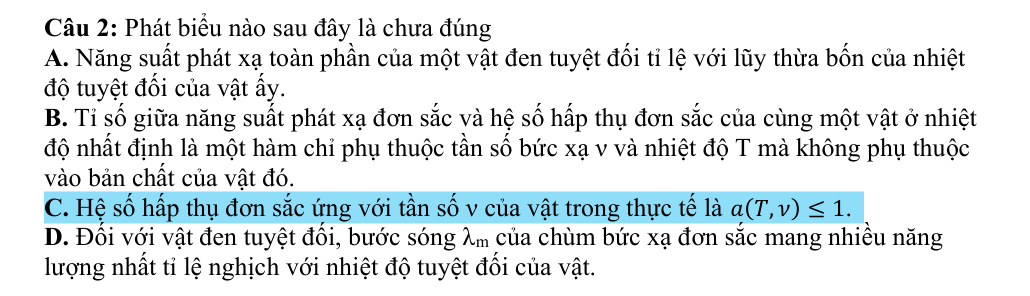 Câu 2: Phát biểu nào sau đây là chưa đúng
A. Năng suất phát xạ toàn phần của một vật đen tuyệt đối tỉ lệ với lũy thừa bốn của nhiệt
độ tuyệt đối của vật ấy.
B. Tỉ số giữa năng suất phát xạ đơn sắc và hệ số hấp thụ đơn sắc của cùng một vật ở nhiệt
độ nhất định là một hàm chỉ phụ thuộc tần số bức xạ ν và nhiệt độ T mà không phụ thuộc
vào bản chất của vật đó.
C. Hệ số hấp thụ đơn sắc ứng với tần số ν của vật trong thực tế là a(T, ν) ≤ 1.
D. Đối với vật đen tuyệt đối, bước sóng λₘ của chùm bức xạ đơn sắc mang nhiều năng
lượng nhất tỉ lệ nghịch với nhiệt độ tuyệt đối của vật.